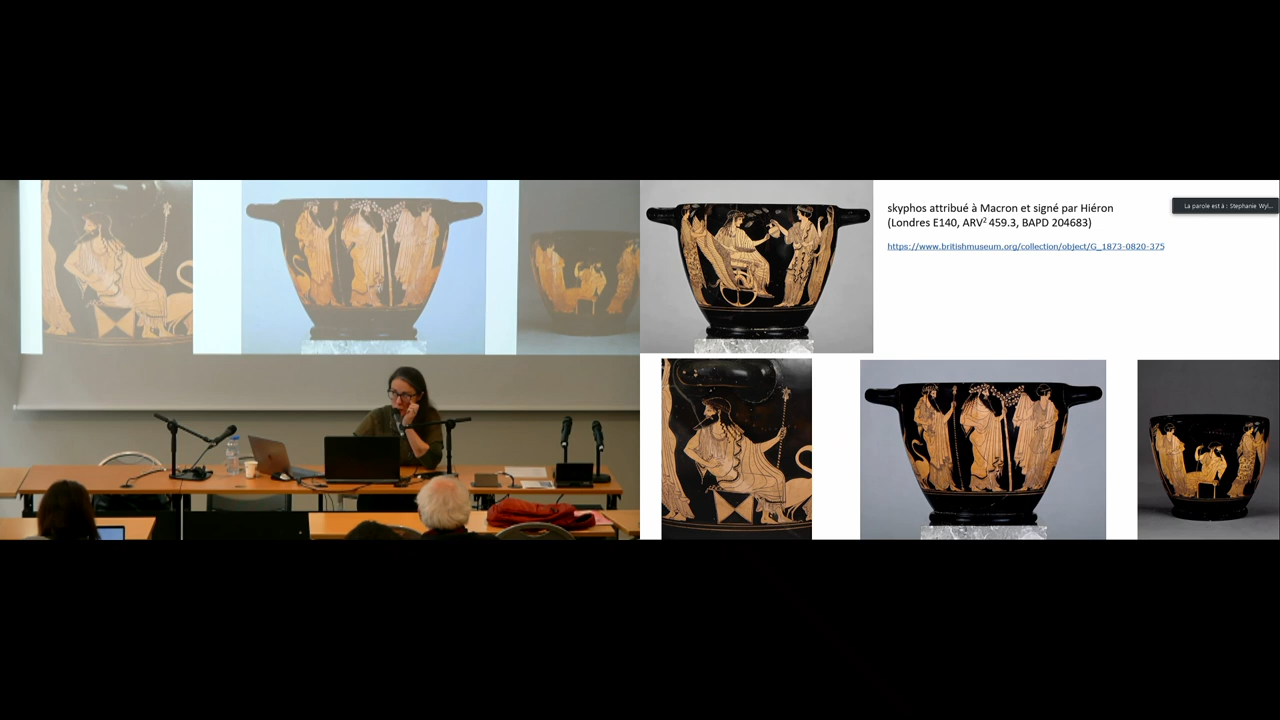 skyphos attribué à Macron et signé par Hiéron
(Londres E140, ARV² 459.3, BAPD 204683)
https://www.britishmuseum.org/collection/object/G_1873-0820-375
La parole est à : Stephanie Wyl...